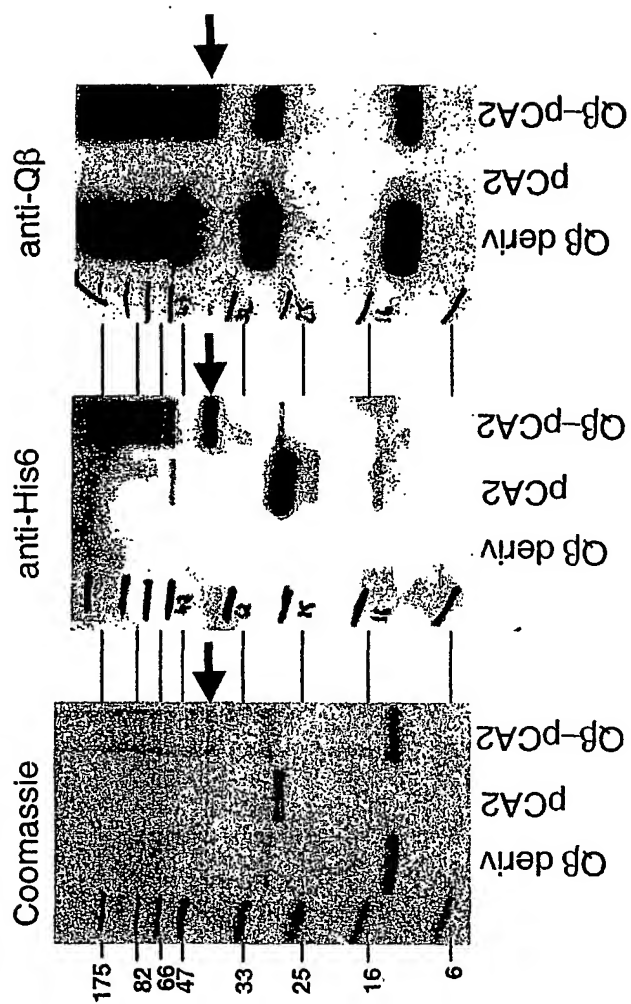 Coomassie
anti-His6
anti-Qβ
175
82
66
47
33
25
16
6
Qβ deriv
pCA2
Qβ-pCA2
Qβ deriv
pCA2
Qβ-pCA2
Qβ deriv
pCA2
Qβ-pCA2